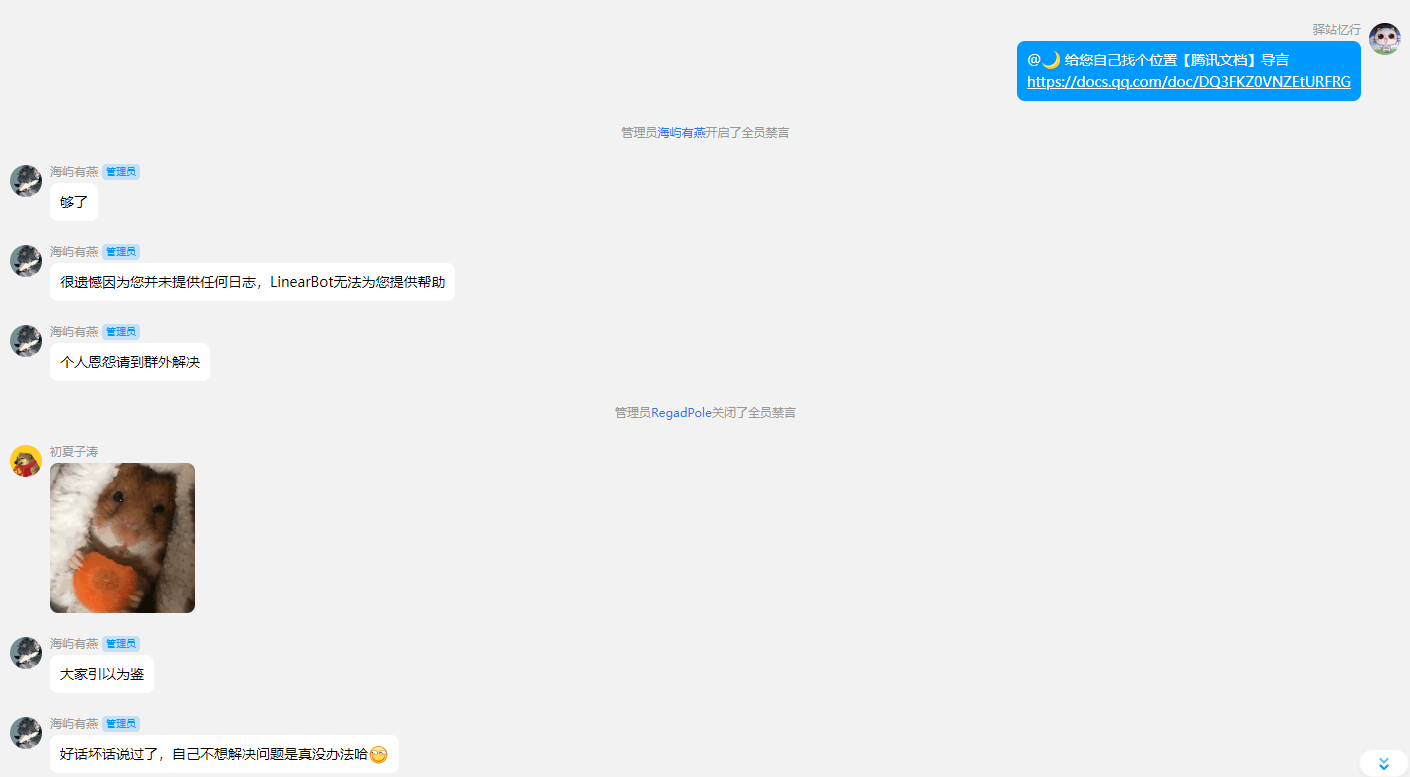 驿站忆行
@🌙 给您自己找个位置【腾讯文档】导言
https://docs.qq.com/doc/DQ3FKZ0VNZEtURFRG
管理员海屿有燕开启了全员禁言
海屿有燕 管理员
够了
海屿有燕 管理员
很遗憾因为您并未提供任何日志，LinearBot无法为您提供帮助
海屿有燕 管理员
个人恩怨请到群外解决
管理员RegadPole关闭了全员禁言
初夏子涛
海屿有燕 管理员
大家引以为鉴
海屿有燕 管理员
好话坏话说过了，自己不想解决问题是真没办法哈